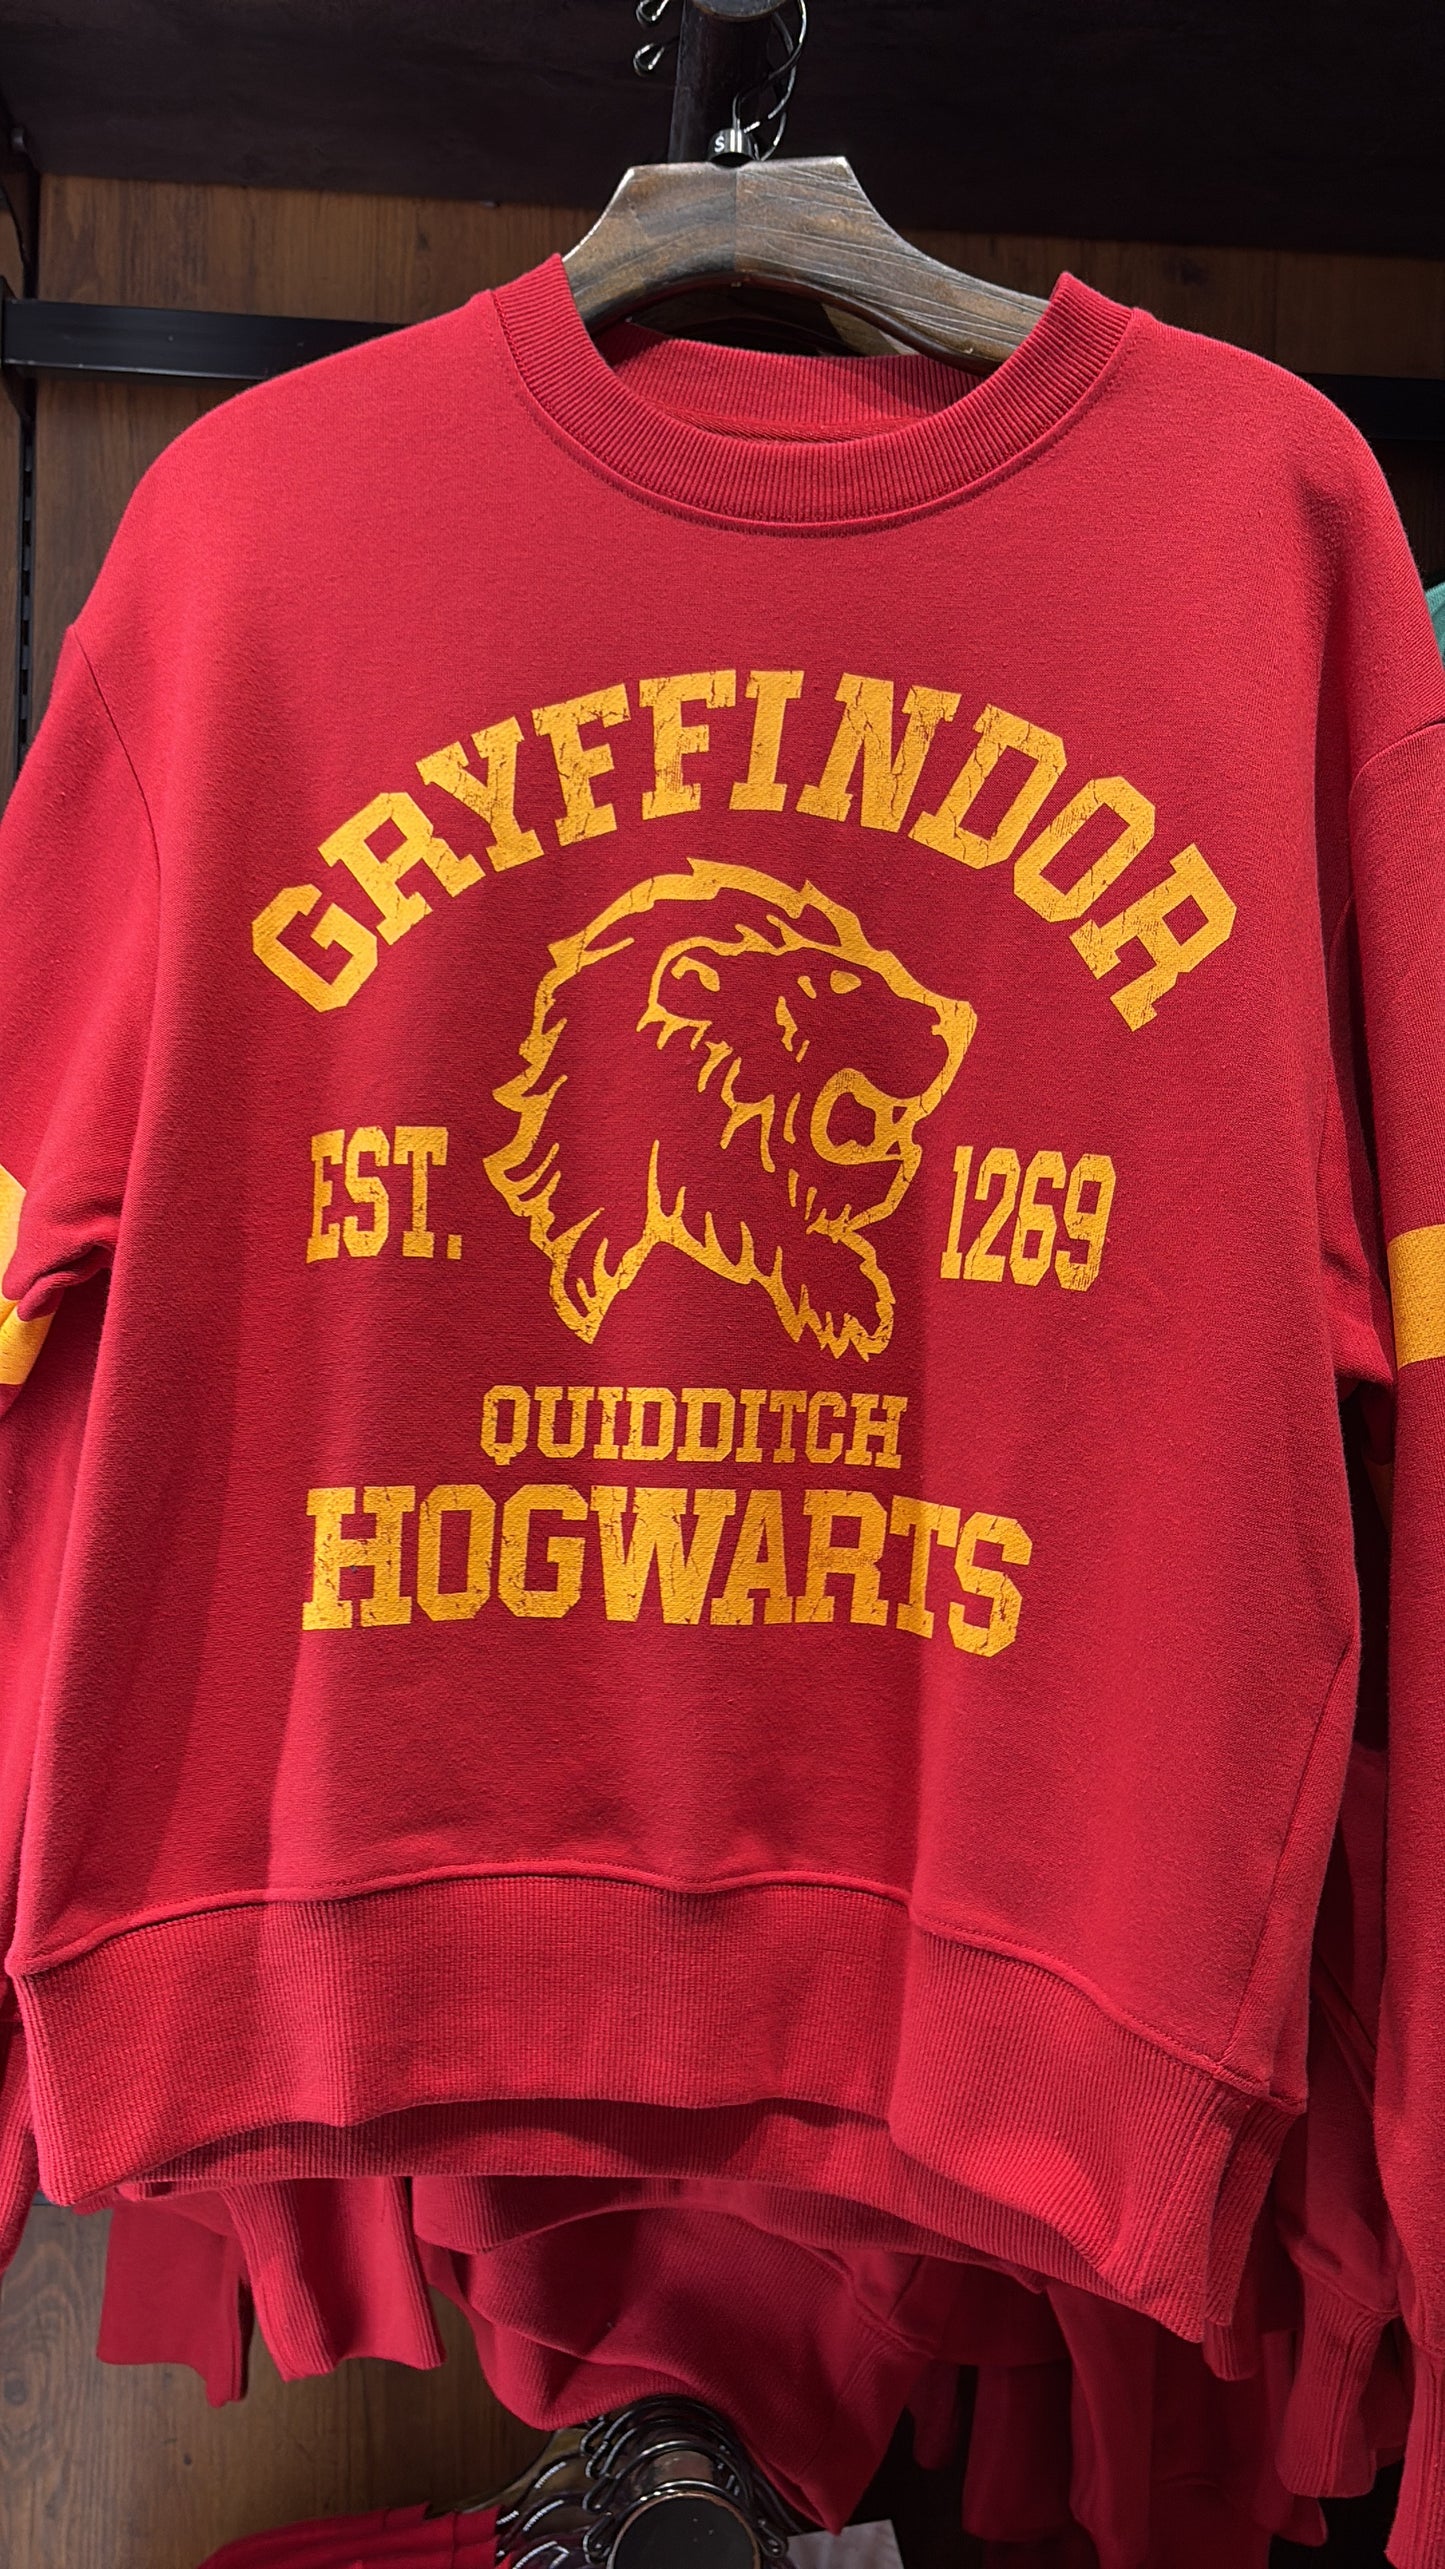 S
GRYFFINDOR
EST. 1269
QUIDDITCH
HOGWARTS